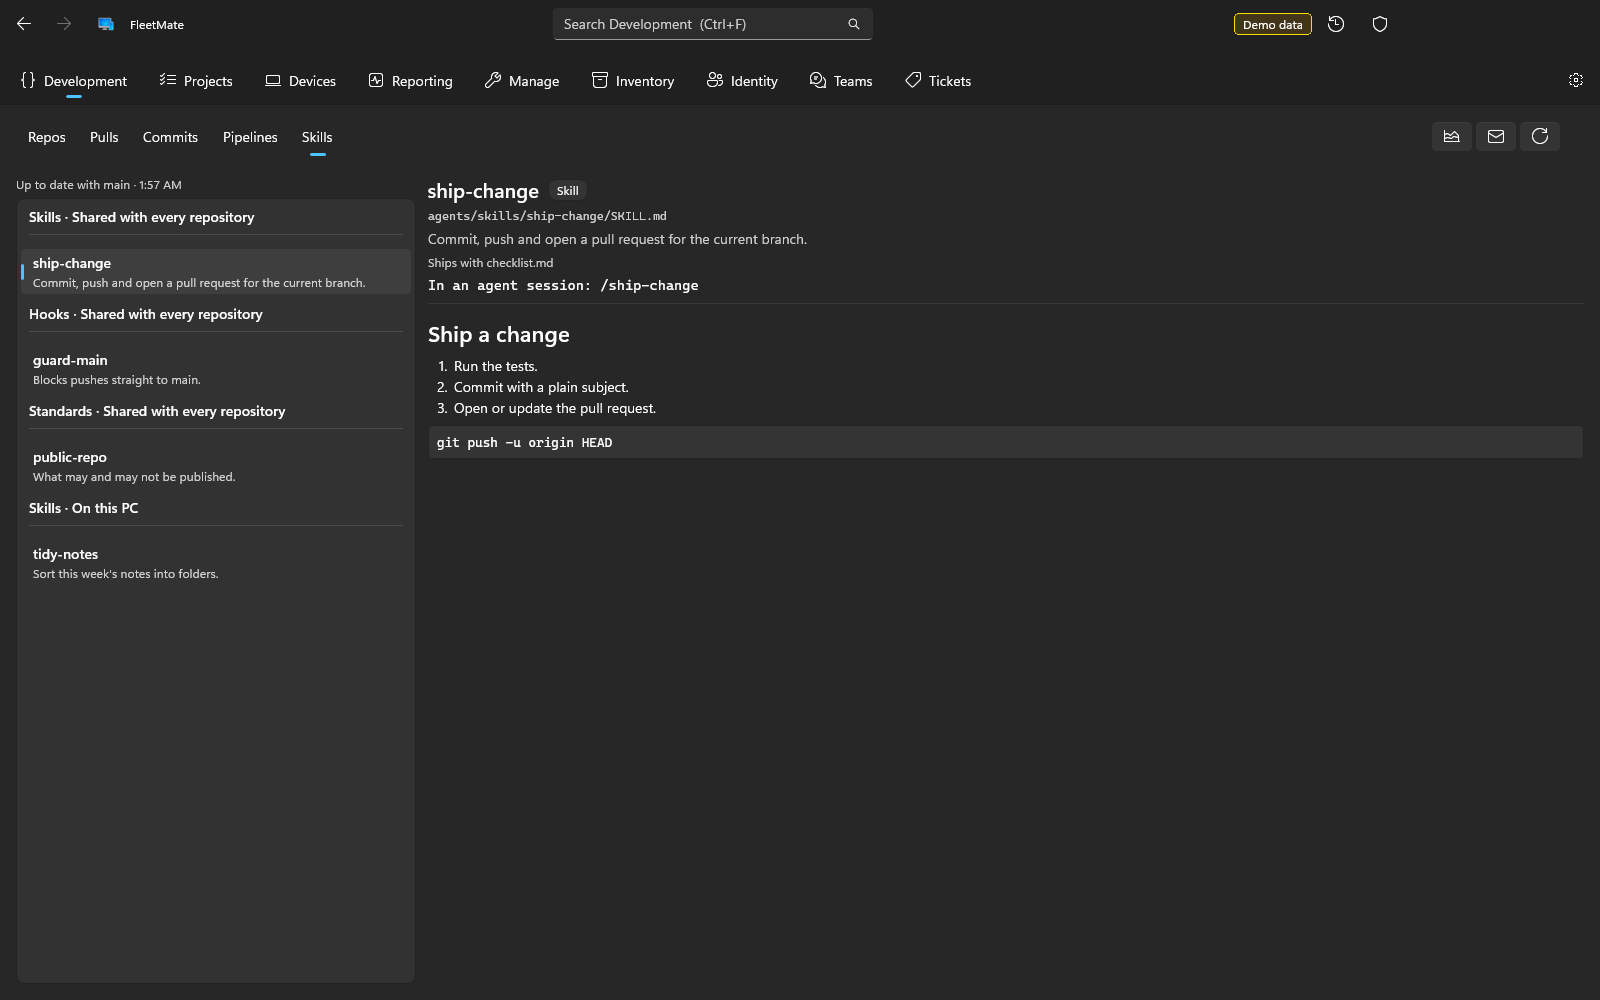 FleetMate
Search Development (Ctrl+F)
Demo data
Development
Projects
Devices
Reporting
Manage
Inventory
Identity
Teams
Tickets
Repos
Pulls
Commits
Pipelines
Skills
Up to date with main · 1:57 AM
Skills · Shared with every repository
ship-change
Commit, push and open a pull request for the current branch.
Hooks · Shared with every repository
guard-main
Blocks pushes straight to main.
Standards · Shared with every repository
public-repo
What may and may not be published.
Skills · On this PC
tidy-notes
Sort this week's notes into folders.
ship-change Skill
agents/skills/ship-change/SKILL.md
Commit, push and open a pull request for the current branch.
Ships with checklist.md
In an agent session: /ship-change
Ship a change
1. Run the tests.
2. Commit with a plain subject.
3. Open or update the pull request.
git push -u origin HEAD